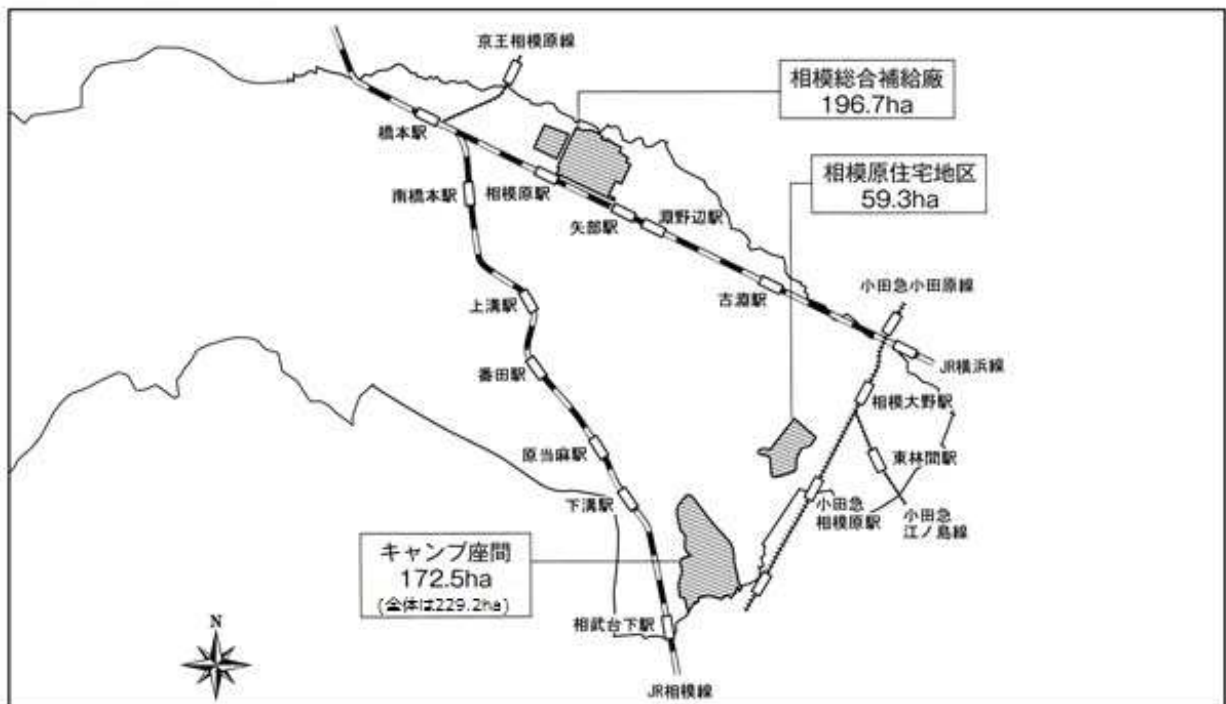 京王相模原線
相模総合補給廠
196.7ha
橋本駅
相模原住宅地区
59.3ha
南橋本駅
相模原駅
矢部駅
淵野辺駅
上溝駅
古淵駅
小田急小田原線
番田駅
JR横浜線
相模大野駅
原当麻駅
東林間駅
下溝駅
小田急
相模原駅
小田急
江ノ島線
キャンプ座間
172.5ha
(全体は229.2ha)
相武台下駅
N
JR相模線